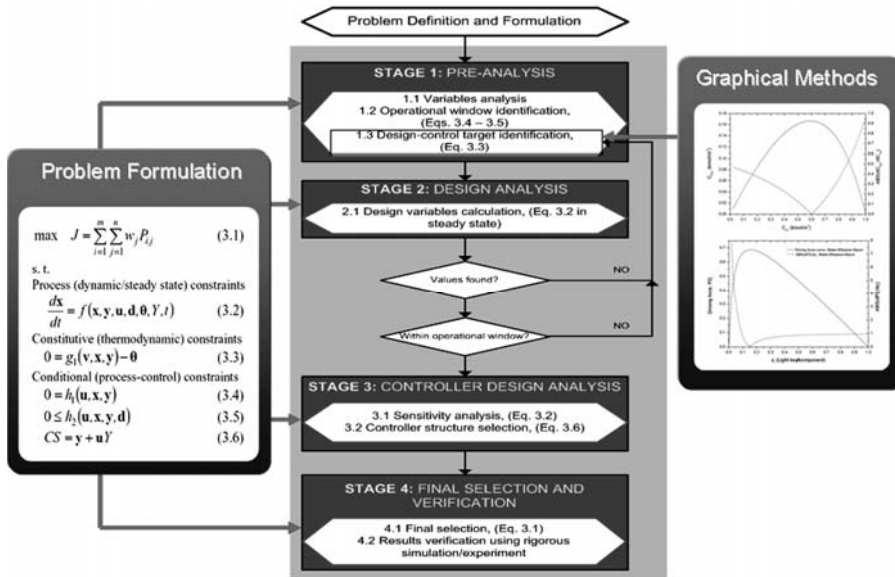 Problem Definition and Formulation
STAGE 1: PRE-ANALYSIS
1.1 Variables analysis
1.2 Operational window identification,
(Eqs. 3.4 – 3.5)
1.3 Design-control target identification,
(Eq. 3.3)
STAGE 2: DESIGN ANALYSIS
2.1 Design variables calculation, (Eq. 3.2 in
steady state)
Values found?
NO
Within operational window?
NO
STAGE 3: CONTROLLER DESIGN ANALYSIS
3.1 Sensitivity analysis, (Eq. 3.2)
3.2 Controller structure selection, (Eq. 3.6)
STAGE 4: FINAL SELECTION AND
VERIFICATION
4.1 Final selection, (Eq. 3.1)
4.2 Results verification using rigorous
simulation/experiment
Problem Formulation
max J = ∑_{i=1}^{m} ∑_{j=1}^{n} w_j P_{i,j} (3.1)
s. t.
Process (dynamic/steady state) constraints
dx/dt = f(x, y, u, d, θ, Y, t) (3.2)
Constitutive (thermodynamic) constraints
0 = g₁(v, x, y) – θ (3.3)
Conditional (process-control) constraints
0 = h₁(u, x, y) (3.4)
0 ≤ h₂(u, x, y, d) (3.5)
CS = y + uY (3.6)
Graphical Methods